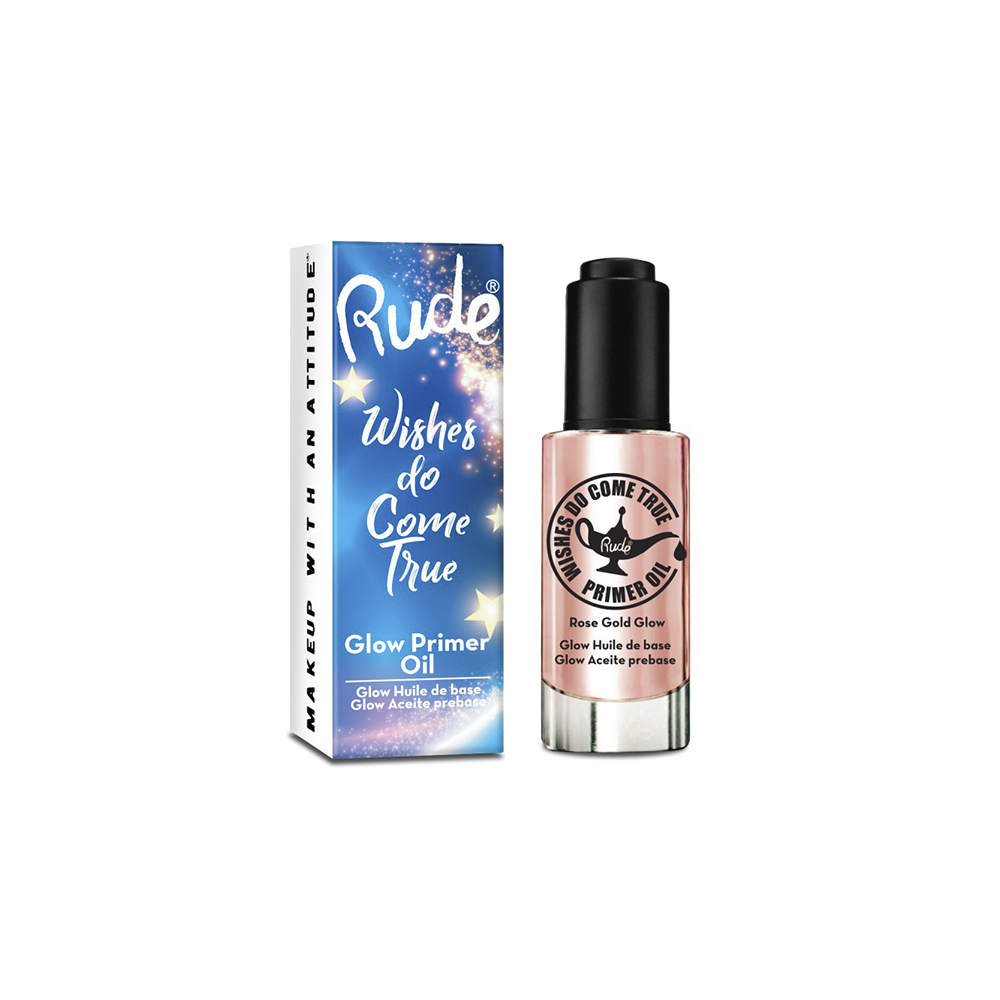 MAKEUP WITH AN ATTITUDE®
Rude®
Wishes
do
Come
True
Glow Primer
Oil
Glow Huile de base
Glow Aceite prebase
WISHES DO COME TRUE
Rude®
PRIMER OIL
Rose Gold Glow
Glow Huile de base
Glow Aceite prebase